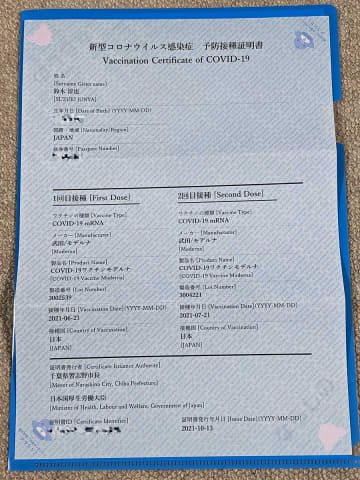 新型コロナウイルス感染症 予防接種証明書
Vaccination Certificate of COVID-19
姓 名
[Surname Given name]
鈴木 淳也
[SUZUKI JUNYA]
生年月日 [Date of Birth] (YYYY-MM-DD)
国籍・地域 [Nationality/Region]
JAPAN
旅券番号 [Passport Number]
1回目接種 [First Dose]
2回目接種 [Second Dose]
ワクチンの種類 [Vaccine Type]
ワクチンの種類 [Vaccine Type]
COVID-19 mRNA
COVID-19 mRNA
メーカー [Manufacturer]
メーカー [Manufacturer]
武田/モデルナ
武田/モデルナ
[Moderna]
[Moderna]
製品名 [Product Name]
製品名 [Product Name]
COVID-19ワクチンモデルナ
COVID-19ワクチンモデルナ
[COVID-19 Vaccine Moderna]
[COVID-19 Vaccine Moderna]
製造番号 [Lot Number]
製造番号 [Lot Number]
3002539
3004221
接種年月日 [Vaccination Date] (YYYY-MM-DD)
接種年月日 [Vaccination Date] (YYYY-MM-DD)
2021-06-23
2021-07-21
接種国 [Country of Vaccination]
接種国 [Country of Vaccination]
日本
日本
[JAPAN]
[JAPAN]
証明書発行者 [Certificate Issuance Authority]
千葉県習志野市長
[Mayor of Narashino City, Chiba Prefecture]
日本国厚生労働大臣
[Minister of Health, Labour and Welfare, Government of Japan]
証明書ID [Certificate Identifier]
証明書発行年月日 [Issue Date] (YYYY-MM-DD)
2021-10-13